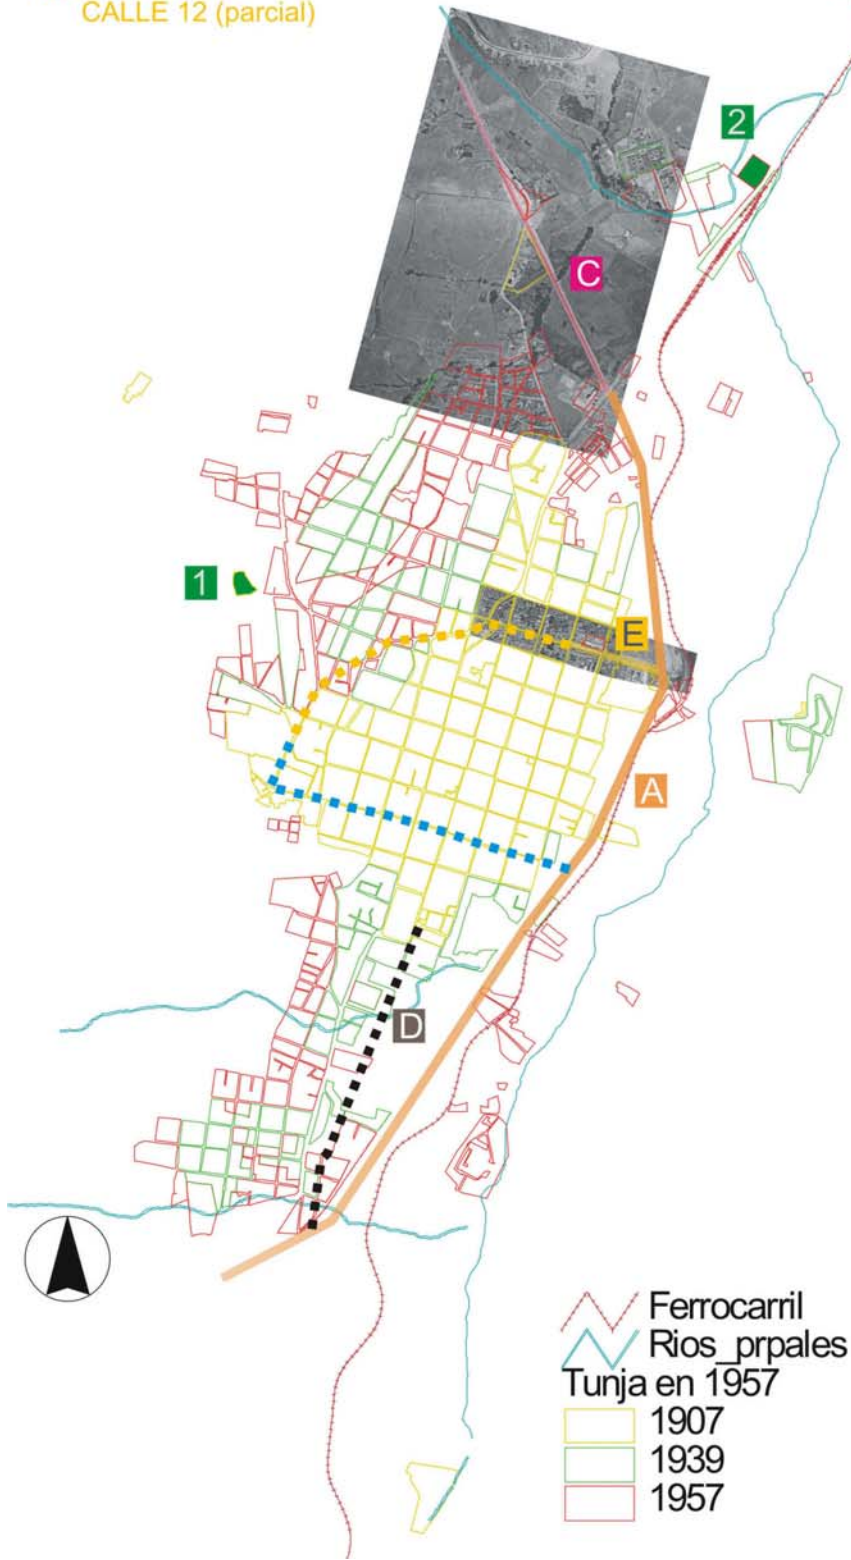 CALLE 12 (parcial)
2
C
1
E
A
D
Ferrocarril
Rios_prpales
Tunja en 1957
1907
1939
1957